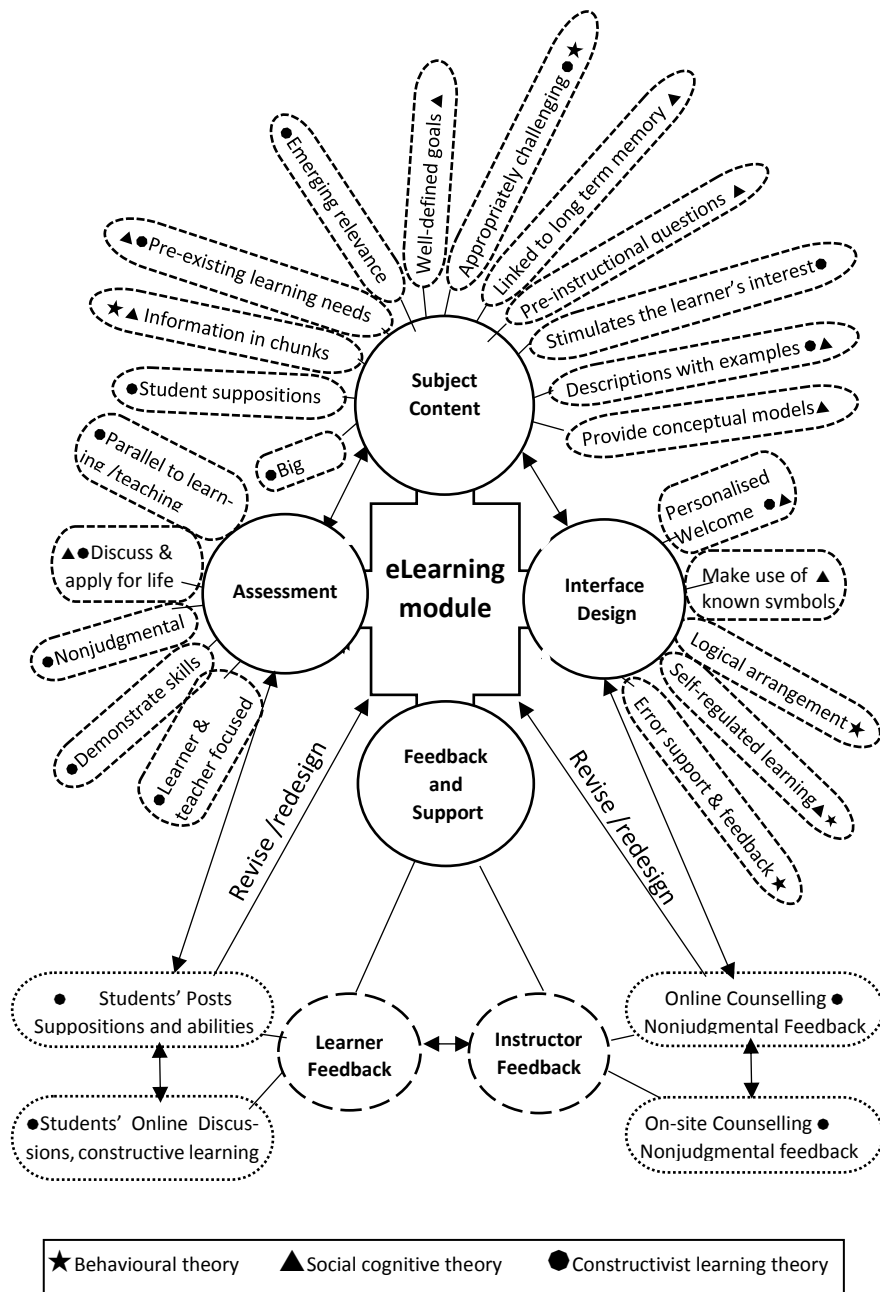 Emerging relevance
Well-defined goals
Appropriately challenging
Linked to long term memory
Pre-instructional questions
Stimulates the learner's interest
Descriptions with examples
Provide conceptual models
Pre-existing learning needs
Information in chunks
Student suppositions
Big
Subject
Content
Parallel to learn-
ing /teaching
Discuss &
apply for life
Nonjudgmental
Demonstrate skills
Learner &
teacher focused
Assessment
eLearning
module
Interface
Design
Personalised
Welcome
Make use of
known symbols
Logical arrangement
Self-regulated learning
Error support & feedback
Feedback
and
Support
Revise /redesign
Revise /redesign
Students' Posts
Suppositions and abilities
Students' Online Discus-
sions, constructive learning
Learner
Feedback
Instructor
Feedback
Online Counselling
Nonjudgmental Feedback
On-site Counselling
Nonjudgmental feedback
Behavioural theory
Social cognitive theory
Constructivist learning theory